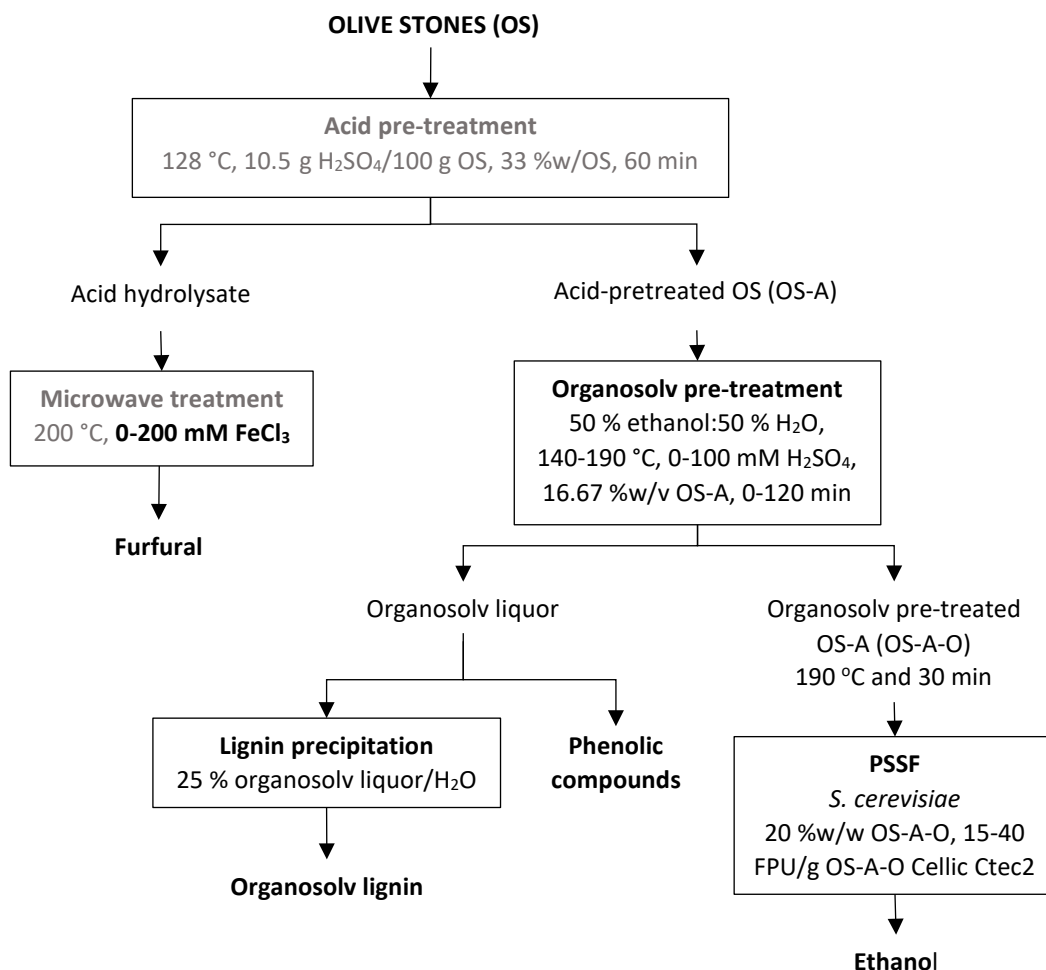 OLIVE STONES (OS)
Acid pre-treatment
128 °C, 10.5 g H₂SO₄/100 g OS, 33 %w/OS, 60 min
Acid hydrolysate
Acid-pretreated OS (OS-A)
Microwave treatment
200 °C, 0-200 mM FeCl₃
Furfural
Organosolv pre-treatment
50 % ethanol:50 % H₂O,
140-190 °C, 0-100 mM H₂SO₄,
16.67 %w/v OS-A, 0-120 min
Organosolv liquor
Organosolv pre-treated
OS-A (OS-A-O)
190 °C and 30 min
Lignin precipitation
25 % organosolv liquor/H₂O
Phenolic
compounds
Organosolv lignin
PSSF
S. cerevisiae
20 %w/w OS-A-O, 15-40
FPU/g OS-A-O Cellic Ctec2
Ethanol